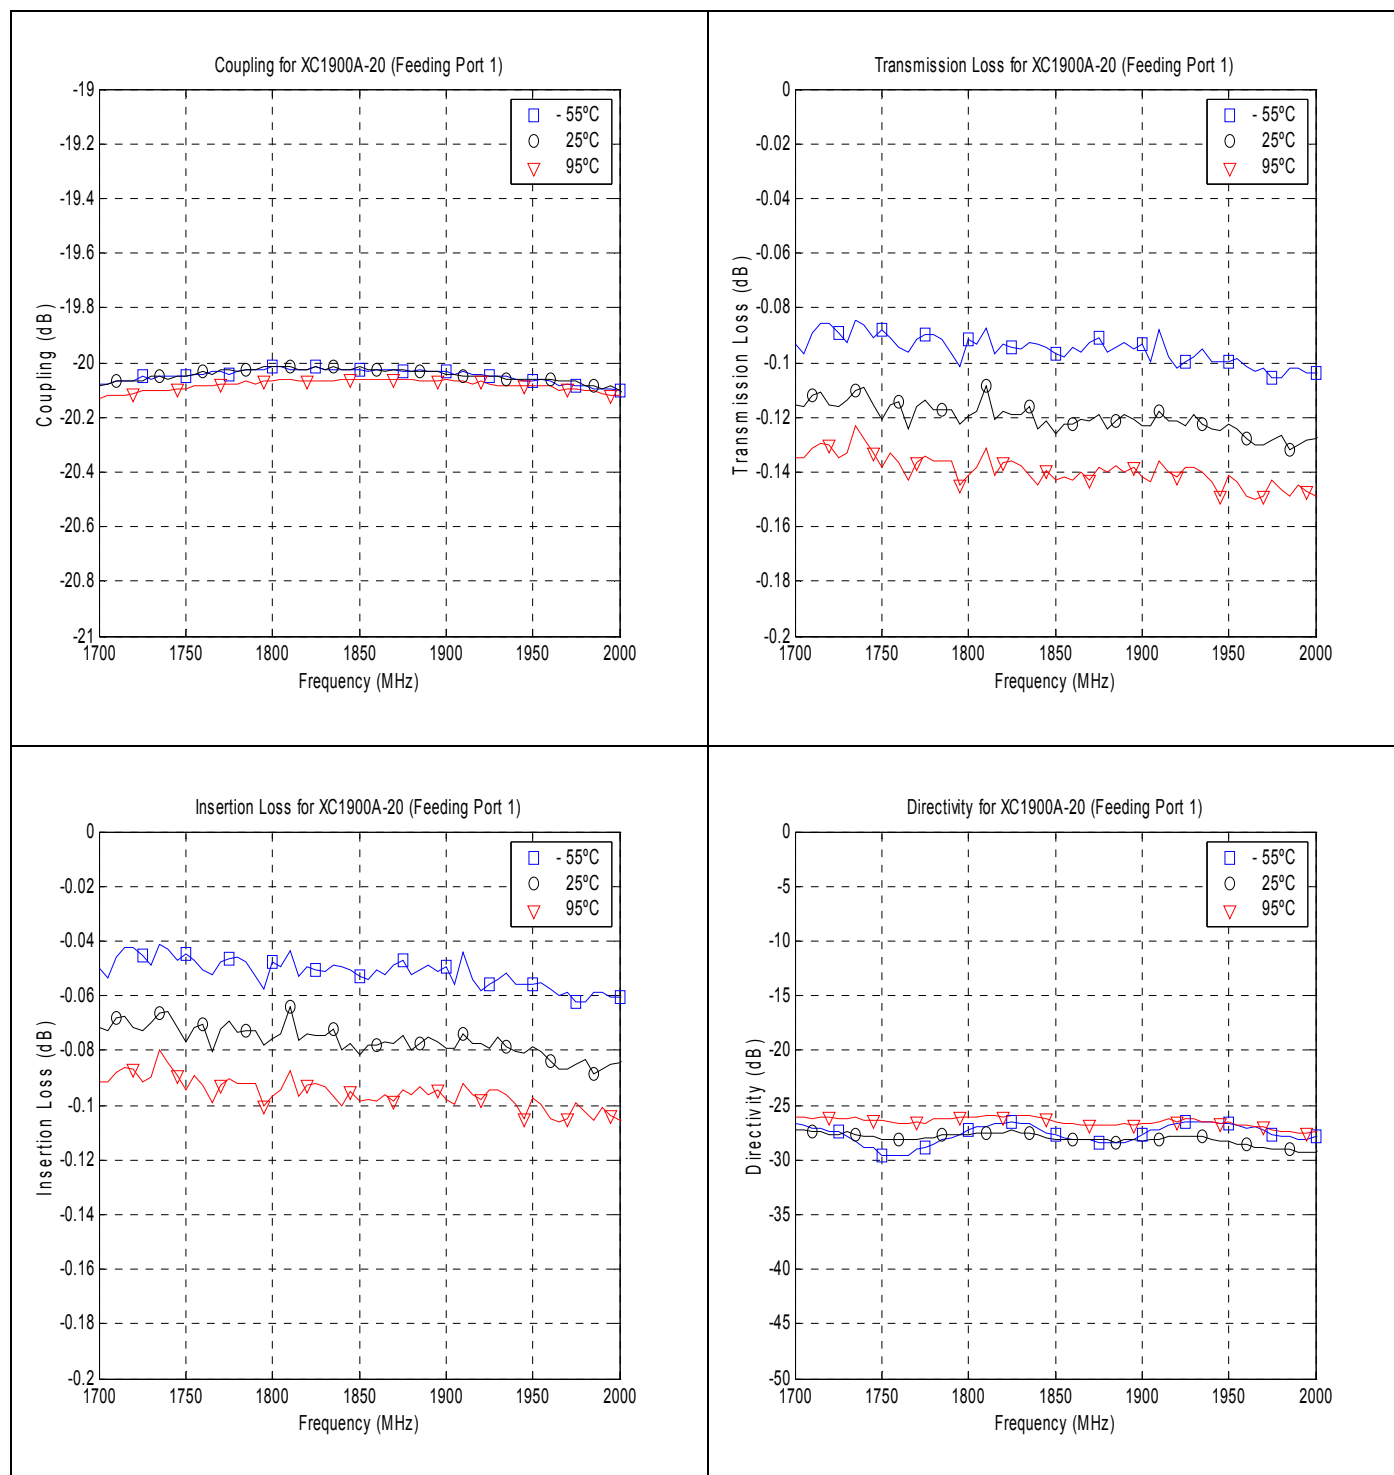 Coupling for XC1900A-20 (Feeding Port 1)
-19
-19.2
-19.4
-19.6
-19.8
-20
-20.2
-20.4
-20.6
-20.8
-21
Coupling (dB)
- 55ºC
25ºC
95ºC
1700 1750 1800 1850 1900 1950 2000
Frequency (MHz)
Transmission Loss for XC1900A-20 (Feeding Port 1)
0
-0.02
-0.04
-0.06
-0.08
-0.1
-0.12
-0.14
-0.16
-0.18
-0.2
Transmission Loss (dB)
- 55ºC
25ºC
95ºC
1700 1750 1800 1850 1900 1950 2000
Frequency (MHz)
Insertion Loss for XC1900A-20 (Feeding Port 1)
0
-0.02
-0.04
-0.06
-0.08
-0.1
-0.12
-0.14
-0.16
-0.18
-0.2
Insertion Loss (dB)
- 55ºC
25ºC
95ºC
1700 1750 1800 1850 1900 1950 2000
Frequency (MHz)
Directivity for XC1900A-20 (Feeding Port 1)
0
-5
-10
-15
-20
-25
-30
-35
-40
-45
-50
Directivity (dB)
- 55ºC
25ºC
95ºC
1700 1750 1800 1850 1900 1950 2000
Frequency (MHz)